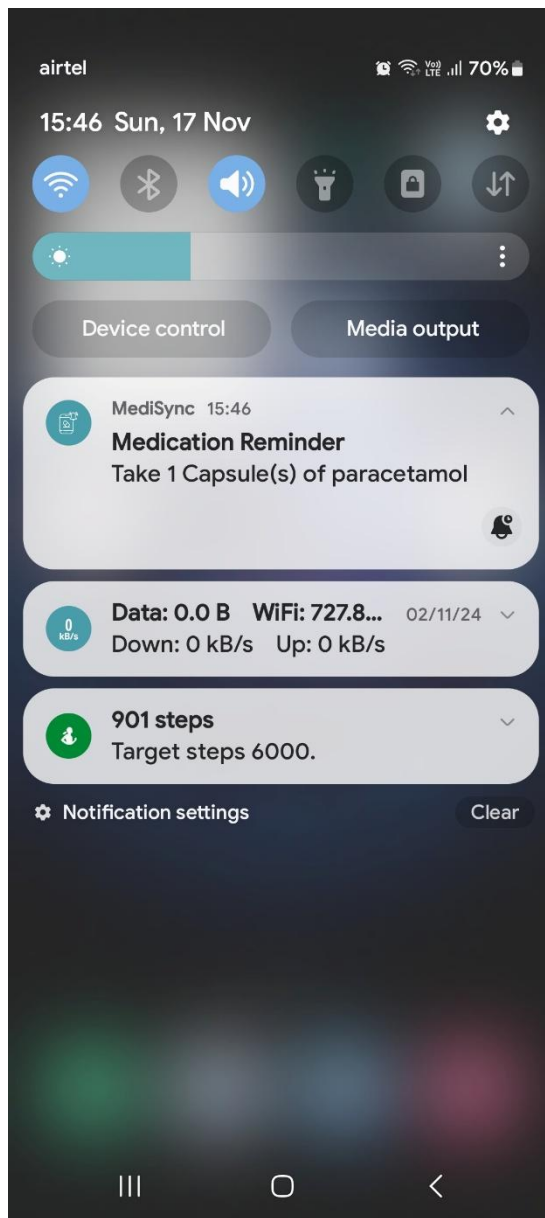 airtel
Vo))
LTE
70%
15:46 Sun, 17 Nov
Device control
Media output
MediSync 15:46
Medication Reminder
Take 1 Capsule(s) of paracetamol
0
kB/s
Data: 0.0 B WiFi: 727.8... 02/11/24
Down: 0 kB/s Up: 0 kB/s
901 steps
Target steps 6000.
Notification settings
Clear